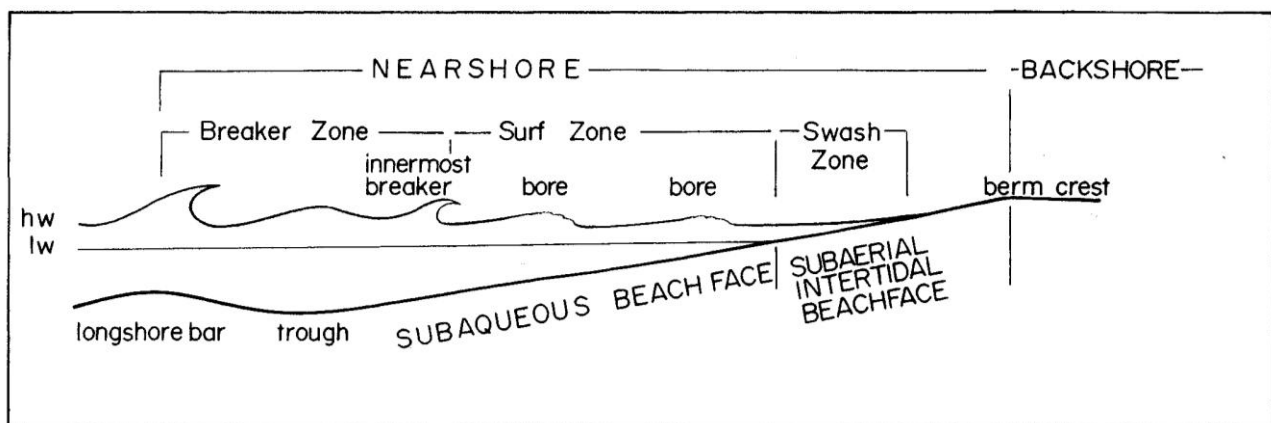 NEARSHORE
BACKSHORE
Breaker Zone
Surf Zone
Swash
Zone
innermost
breaker
bore
bore
berm crest
hw
lw
longshore bar
trough
SUBAQUEOUS BEACH FACE
SUBAERIAL
INTERTIDAL
BEACHFACE